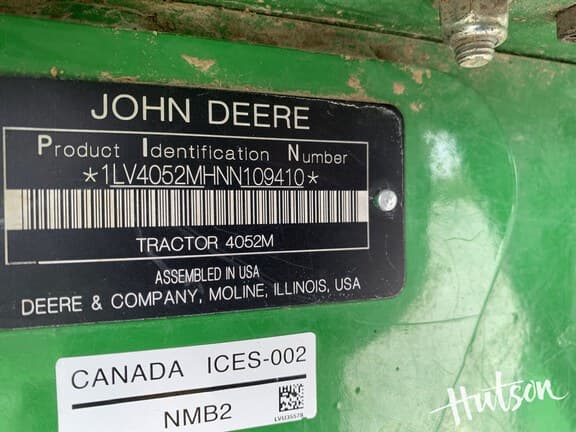 JOHN DEERE
Product Identification Number
*1LV4052MHNN109410*
TRACTOR 4052M
ASSEMBLED IN USA
DEERE & COMPANY, MOLINE, ILLINOIS, USA
CANADA ICES-002
NMB2
Hutson